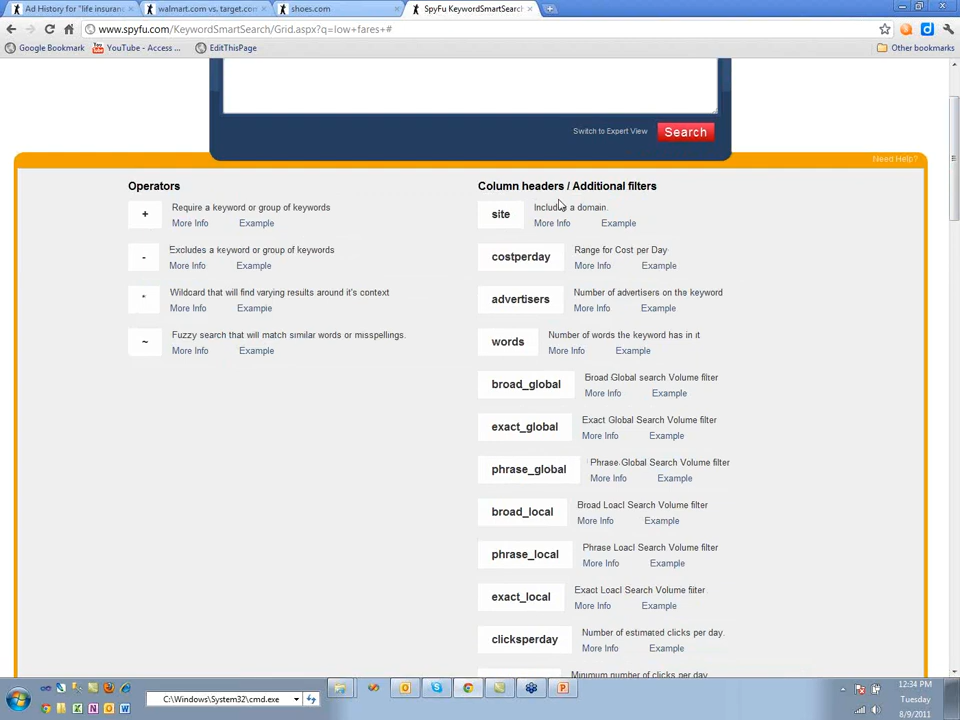 Ad History for "life insuran
walmart.com vs. target.com
shoes.com
SpyFu KeywordSmartSearch
www.spyfu.com/KeywordSmartSearch/Grid.aspx?q=low+fares+#
Google Bookmark
YouTube - Access ...
EditThisPage
Other bookmarks
Switch to Expert View
Search
Need Help?
Operators
+
Require a keyword or group of keywords
More Info Example
-
Excludes a keyword or group of keywords
More Info Example
*
Wildcard that will find varying results around it's context
More Info Example
~
Fuzzy search that will match similar words or misspellings.
More Info Example
Column headers / Additional filters
site
Includes a domain.
More Info Example
costperday
Range for Cost per Day
More Info Example
advertisers
Number of advertisers on the keyword
More Info Example
words
Number of words the keyword has in it
More Info Example
broad_global
Broad Global search Volume filter
More Info Example
exact_global
Exact Global Search Volume filter
More Info Example
phrase_global
Phrase Global Search Volume filter
More Info Example
broad_local
Broad Loacl Search Volume filter
More Info Example
phrase_local
Phrase Loacl Search Volume filter
More Info Example
exact_local
Exact Loacl Search Volume filter
More Info Example
clicksperday
Number of estimated clicks per day.
More Info Example
Minimum number of clicks per day
C:\Windows\System32\cmd.exe
12:34 PM
Tuesday
8/9/2011